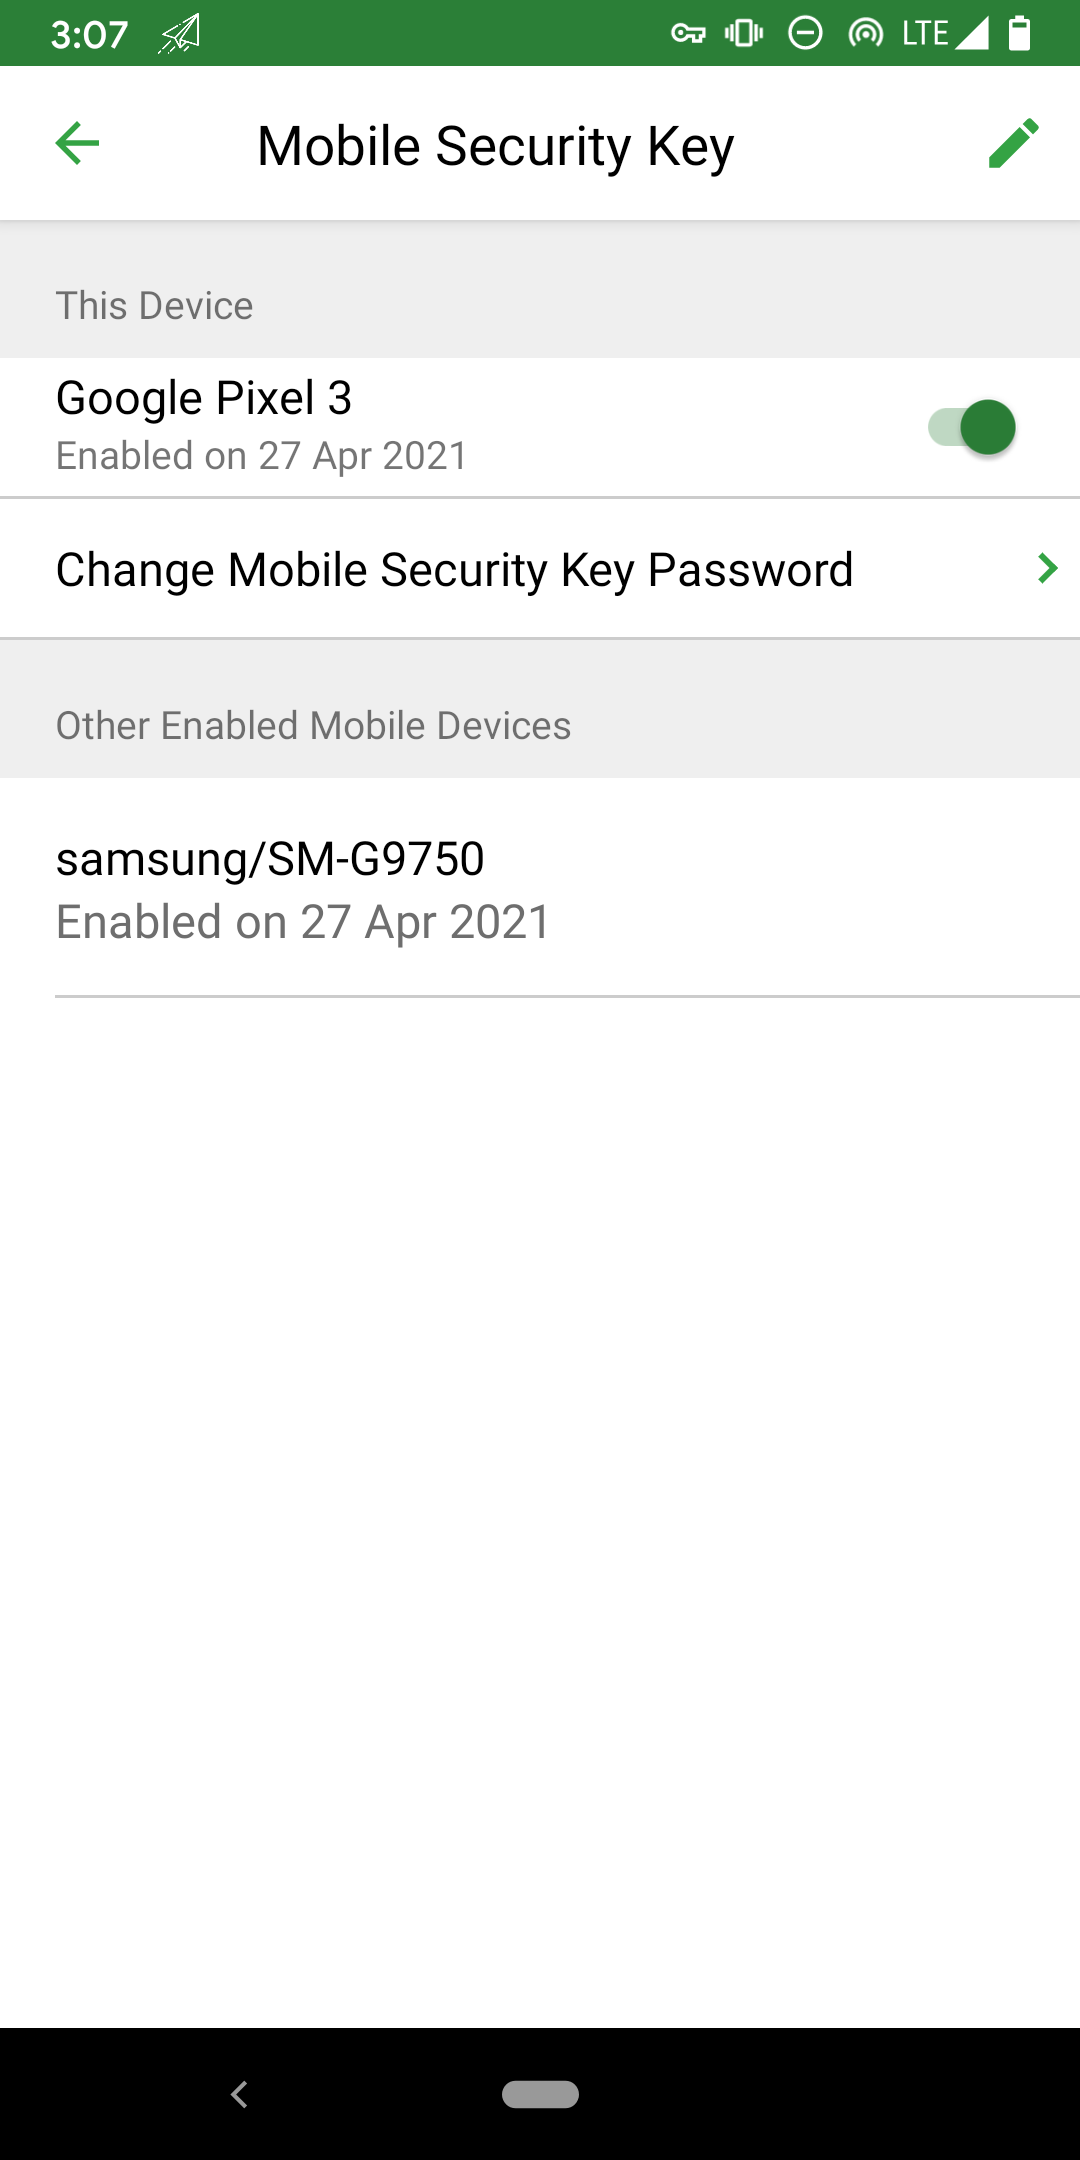 3:07
LTE
Mobile Security Key
This Device
Google Pixel 3
Enabled on 27 Apr 2021
Change Mobile Security Key Password
Other Enabled Mobile Devices
samsung/SM-G9750
Enabled on 27 Apr 2021